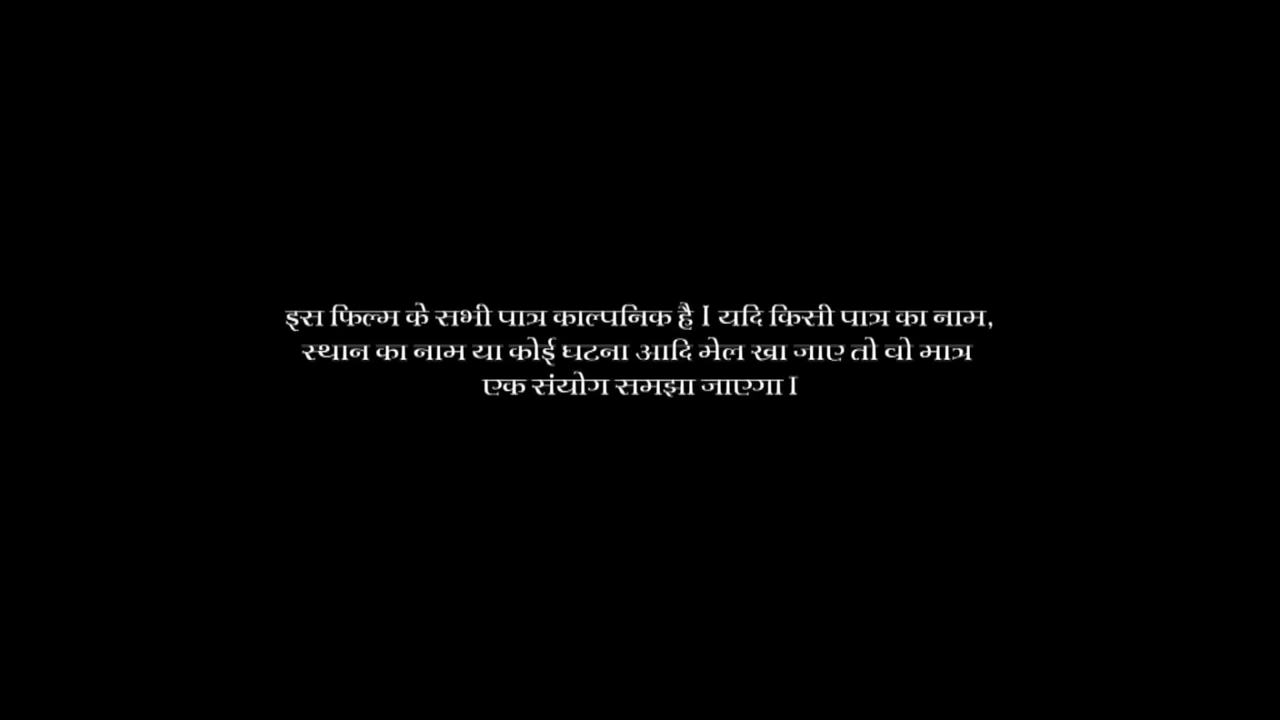 इस फिल्म के सभी पात्र काल्पनिक है I यदि किसी पात्र का नाम,
स्थान का नाम या कोई घटना आदि मेल खा जाए तो वो मात्र
एक संयोग समझा जाएगा I